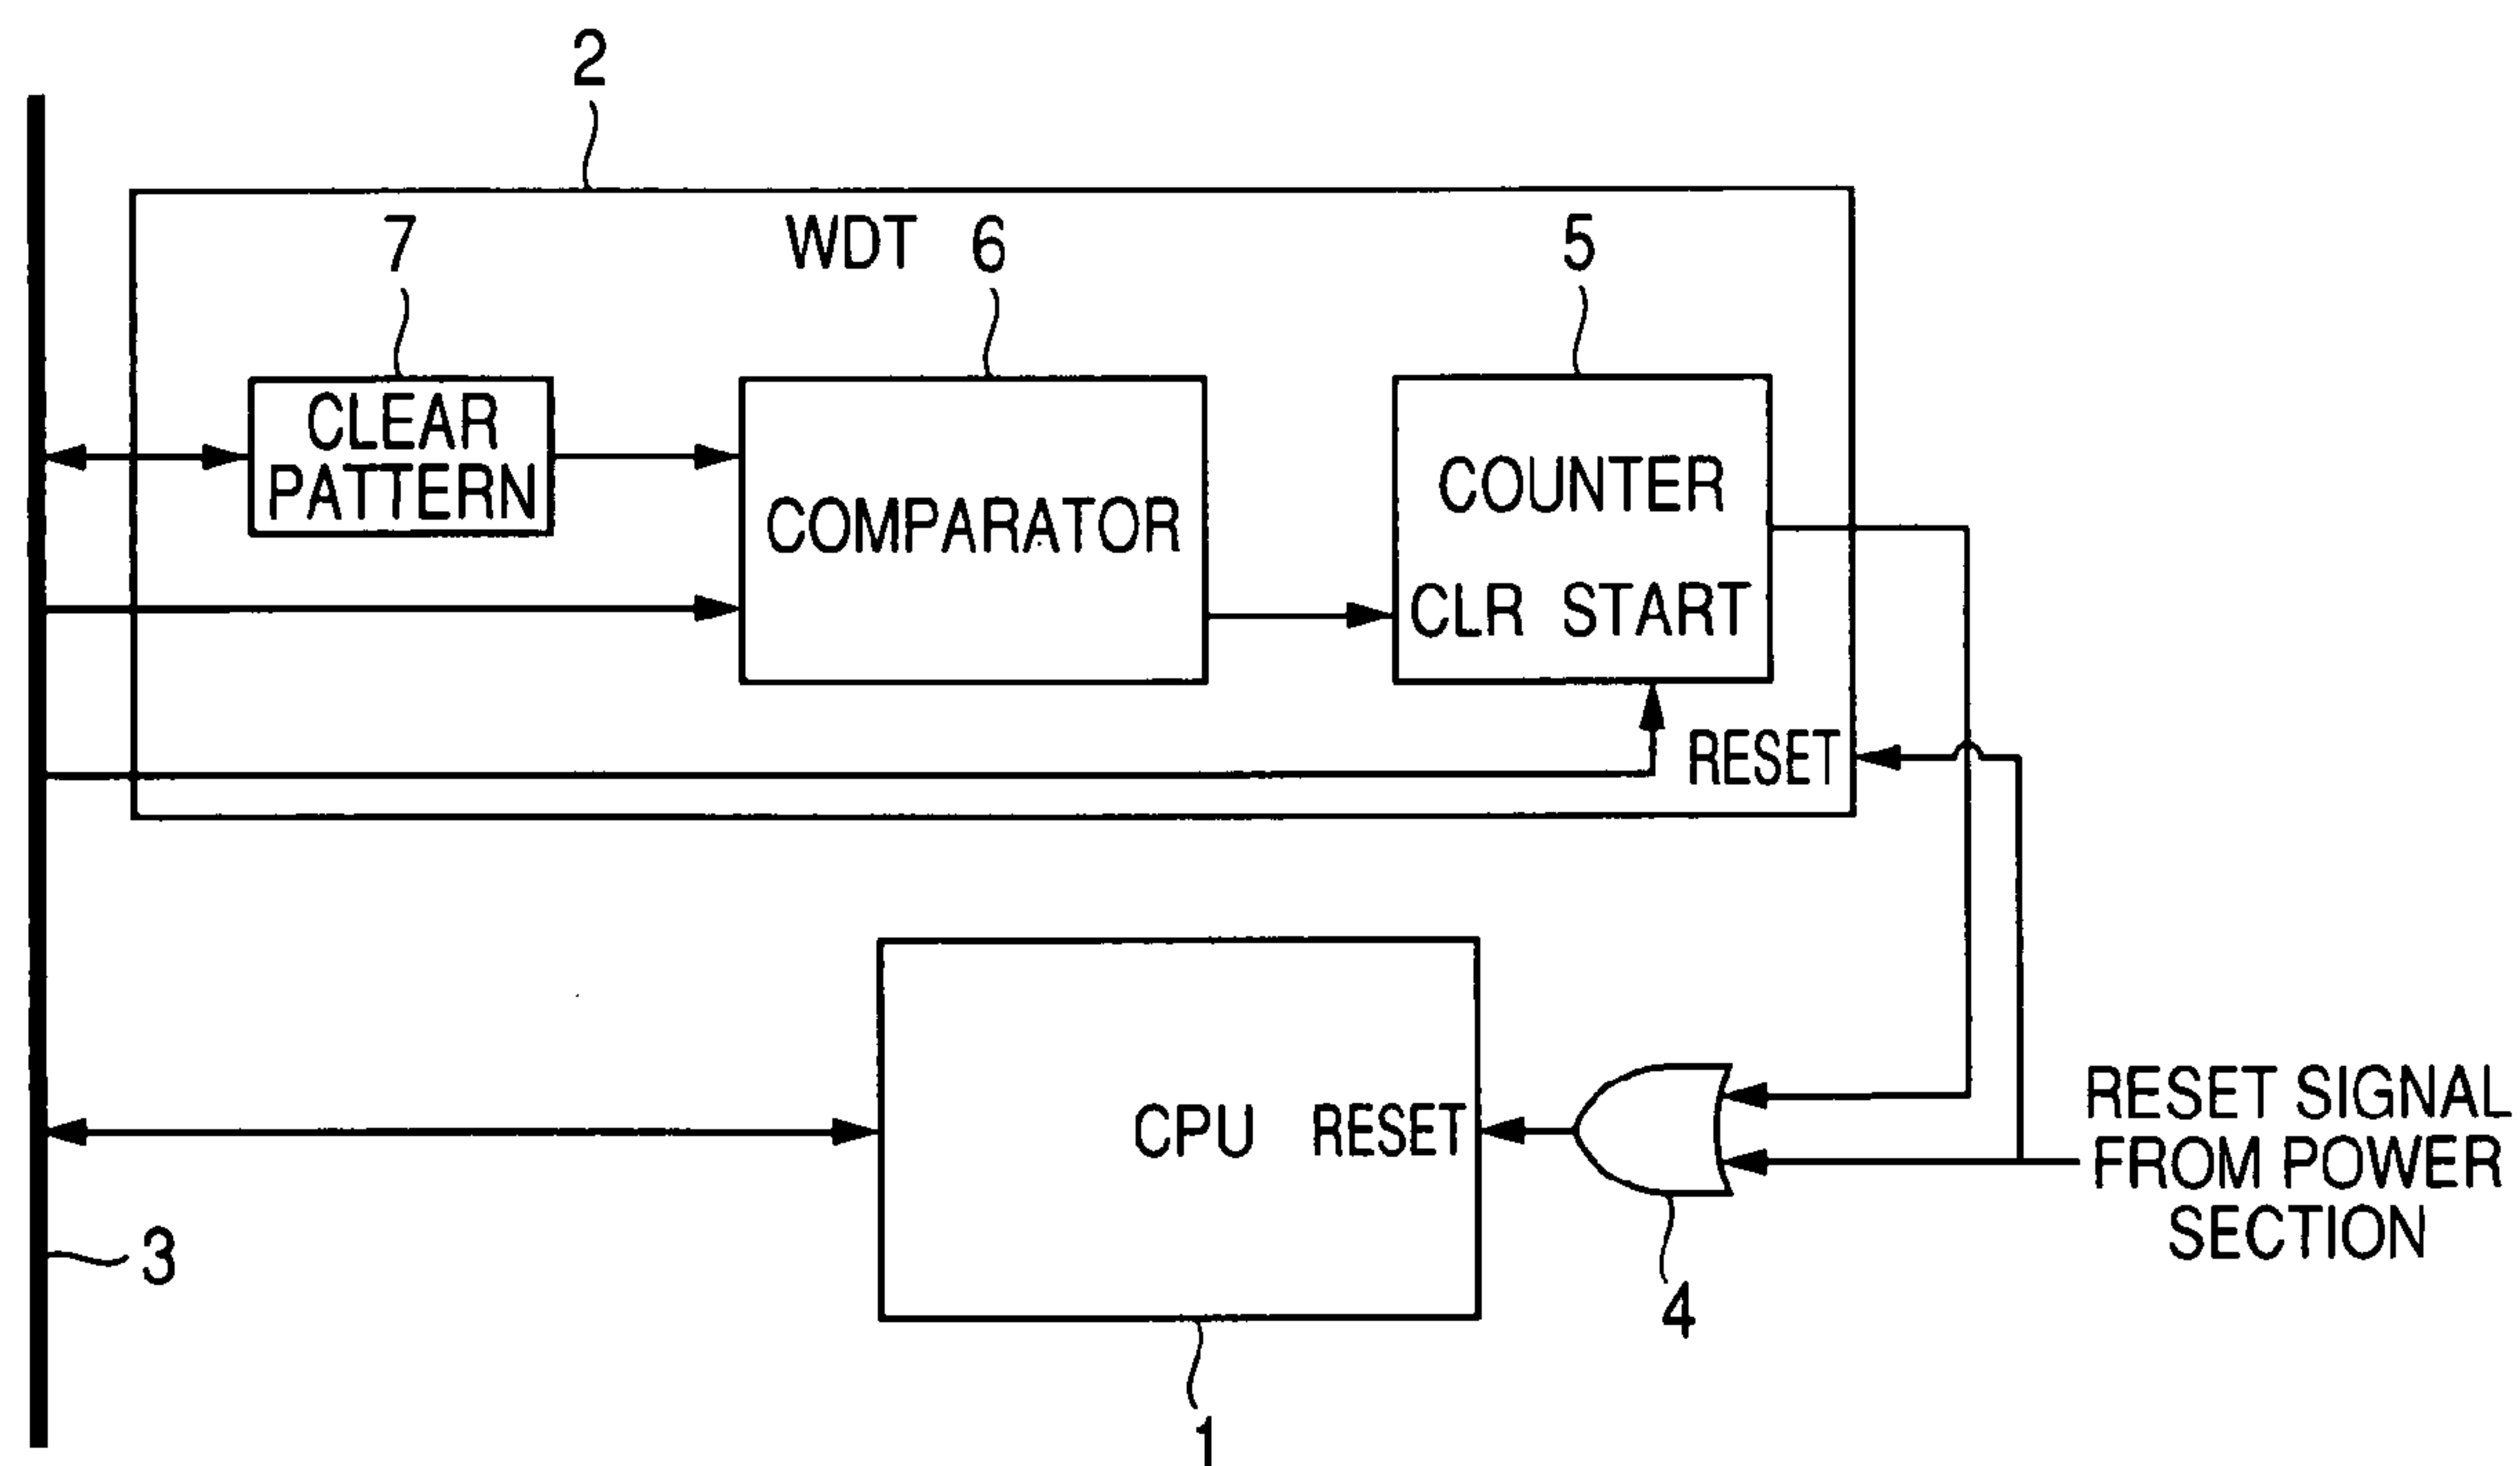 2
7
WDT 6
5
CLEAR
PATTERN
COMPARATOR
COUNTER
CLR START
RESET
CPU RESET
RESET SIGNAL
FROM POWER
SECTION
3
4
1